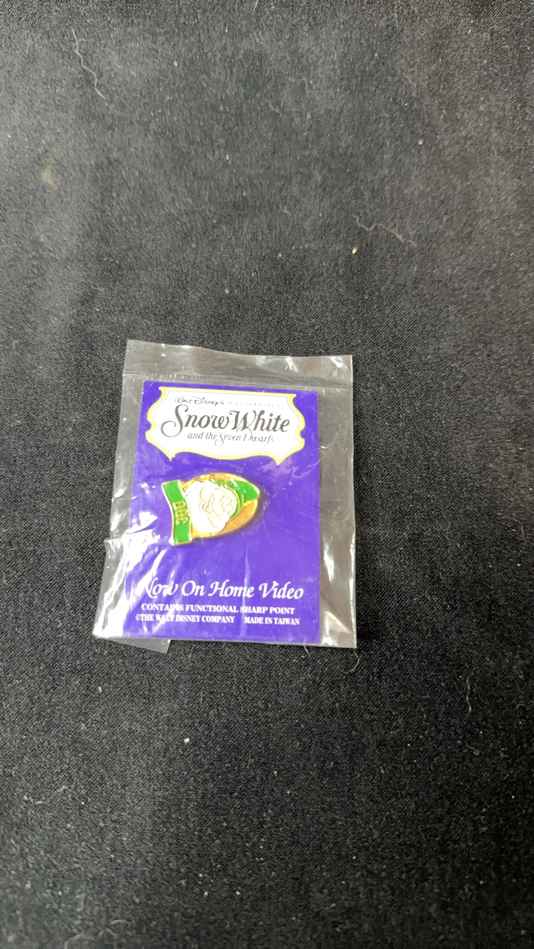 Walt Disney's
Snow White
and the Seven Dwarfs
Now On Home Video
CONTAINS FUNCTIONAL SHARP POINT
©THE WALT DISNEY COMPANY MADE IN TAIWAN